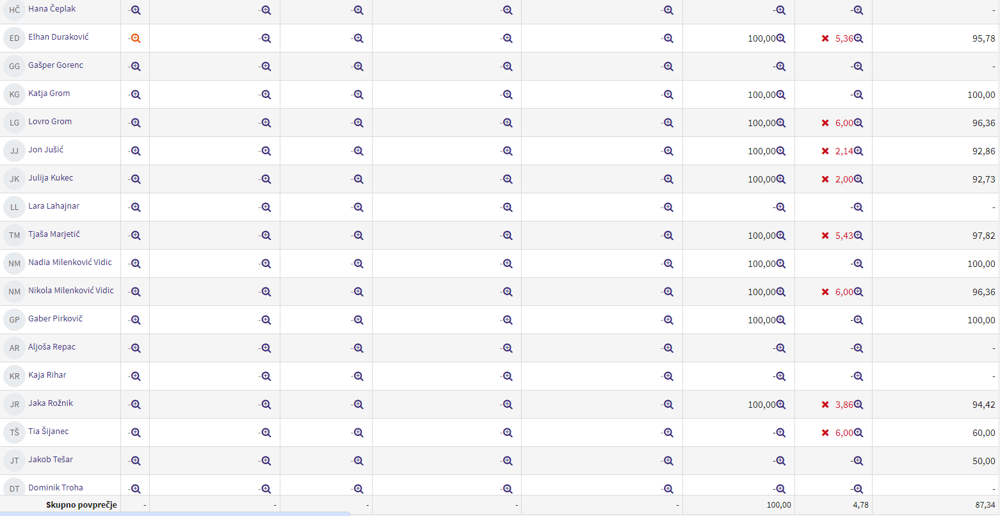 HČ Hana Čeplak - - - - - - - -
ED Elhan Duraković - - - - - 100,00 5,36 95,78
GG Gašper Gorenc - - - - - - - -
KG Katja Grom - - - - - 100,00 - 100,00
LG Lovro Grom - - - - - 100,00 6,00 96,36
JJ Jon Jušić - - - - - 100,00 2,14 92,86
JK Julija Kukec - - - - - 100,00 2,00 92,73
LL Lara Lahajnar - - - - - - - -
TM Tjaša Marjetič - - - - - 100,00 5,43 97,82
NM Nadia Milenković Vidic - - - - - 100,00 - 100,00
NM Nikola Milenković Vidic - - - - - 100,00 6,00 96,36
GP Gaber Pirkovič - - - - - 100,00 - 100,00
AR Aljoša Repac - - - - - - - -
KR Kaja Rihar - - - - - - - -
JR Jaka Rožnik - - - - - 100,00 3,86 94,42
TŠ Tia Šijanec - - - - - - 6,00 60,00
JT Jakob Tešar - - - - - - - 50,00
DT Dominik Troha - - - - - - - -
Skupno povprečje - - - - - 100,00 4,78 87,34